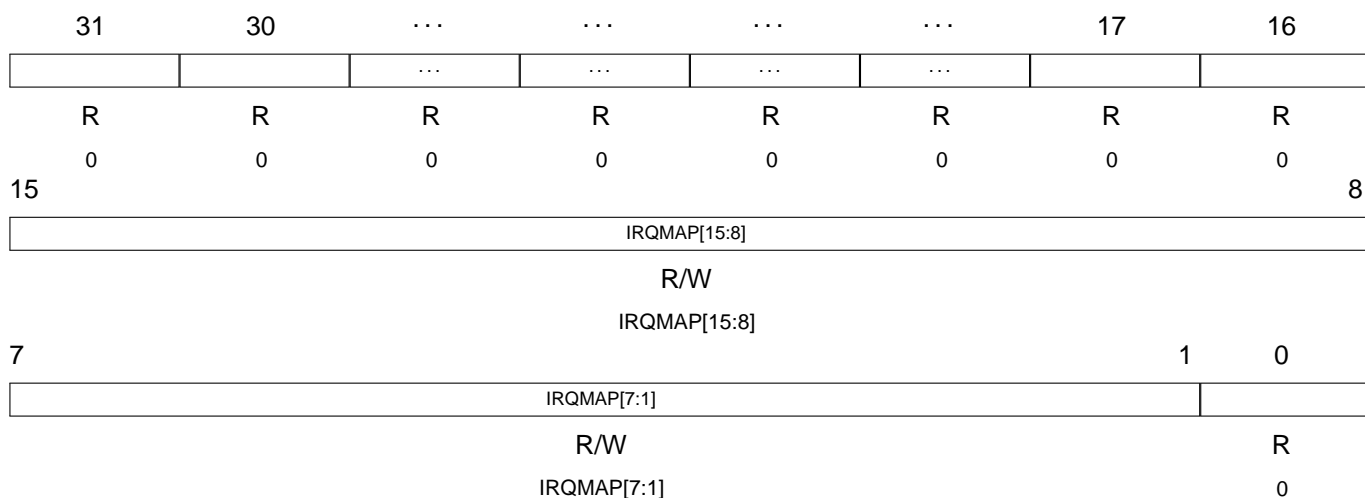 31 30 ... ... ... ... 17 16
... ... ... ...
R R R R R R R R
0 0 0 0 0 0 0 0
15 8
IRQMAP[15:8]
R/W
IRQMAP[15:8]
7 1 0
IRQMAP[7:1]
R/W R
IRQMAP[7:1] 0